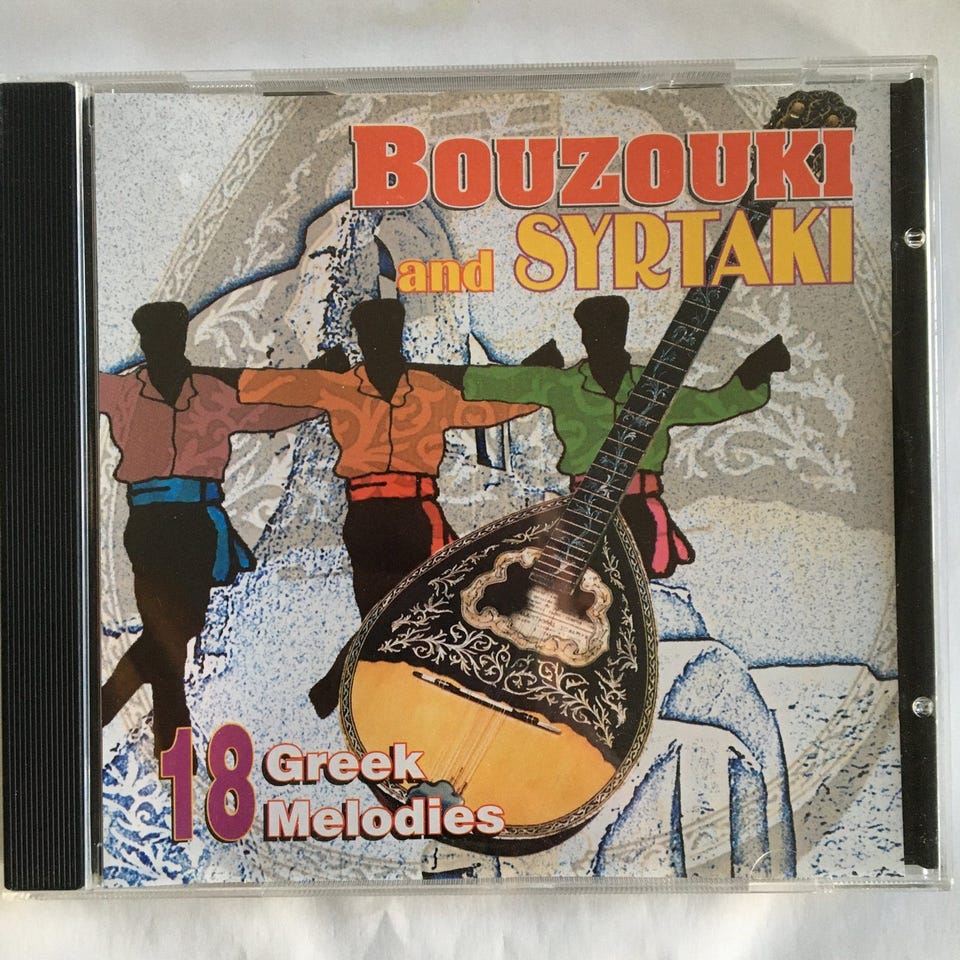 BOUZOUKI
and SYRTAKI
18 Greek
Melodies